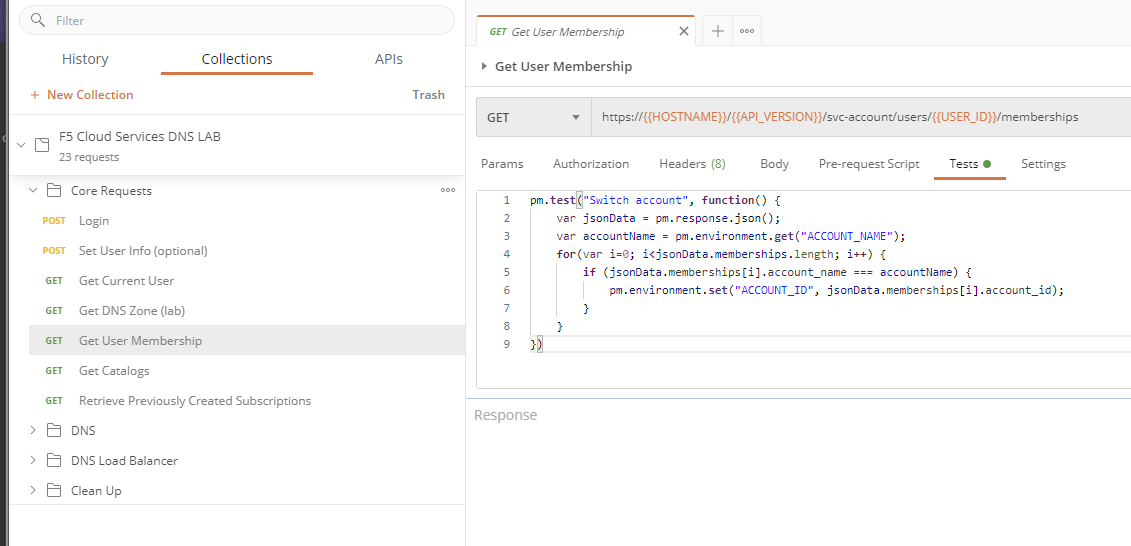 Filter
History Collections APIs
+ New Collection Trash
F5 Cloud Services DNS LAB
23 requests
Core Requests
POST Login
POST Set User Info (optional)
GET Get Current User
GET Get DNS Zone (lab)
GET Get User Membership
GET Get Catalogs
GET Retrieve Previously Created Subscriptions
DNS
DNS Load Balancer
Clean Up
GET Get User Membership
Get User Membership
GET https://{{HOSTNAME}}/{{API_VERSION}}/svc-account/users/{{USER_ID}}/memberships
Params Authorization Headers (8) Body Pre-request Script Tests Settings
1 pm.test("Switch account", function() {
2 var jsonData = pm.response.json();
3 var accountName = pm.environment.get("ACCOUNT_NAME");
4 for(var i=0; i<jsonData.memberships.length; i++) {
5 if (jsonData.memberships[i].account_name === accountName) {
6 pm.environment.set("ACCOUNT_ID", jsonData.memberships[i].account_id);
7 }
8 }
9 })
Response